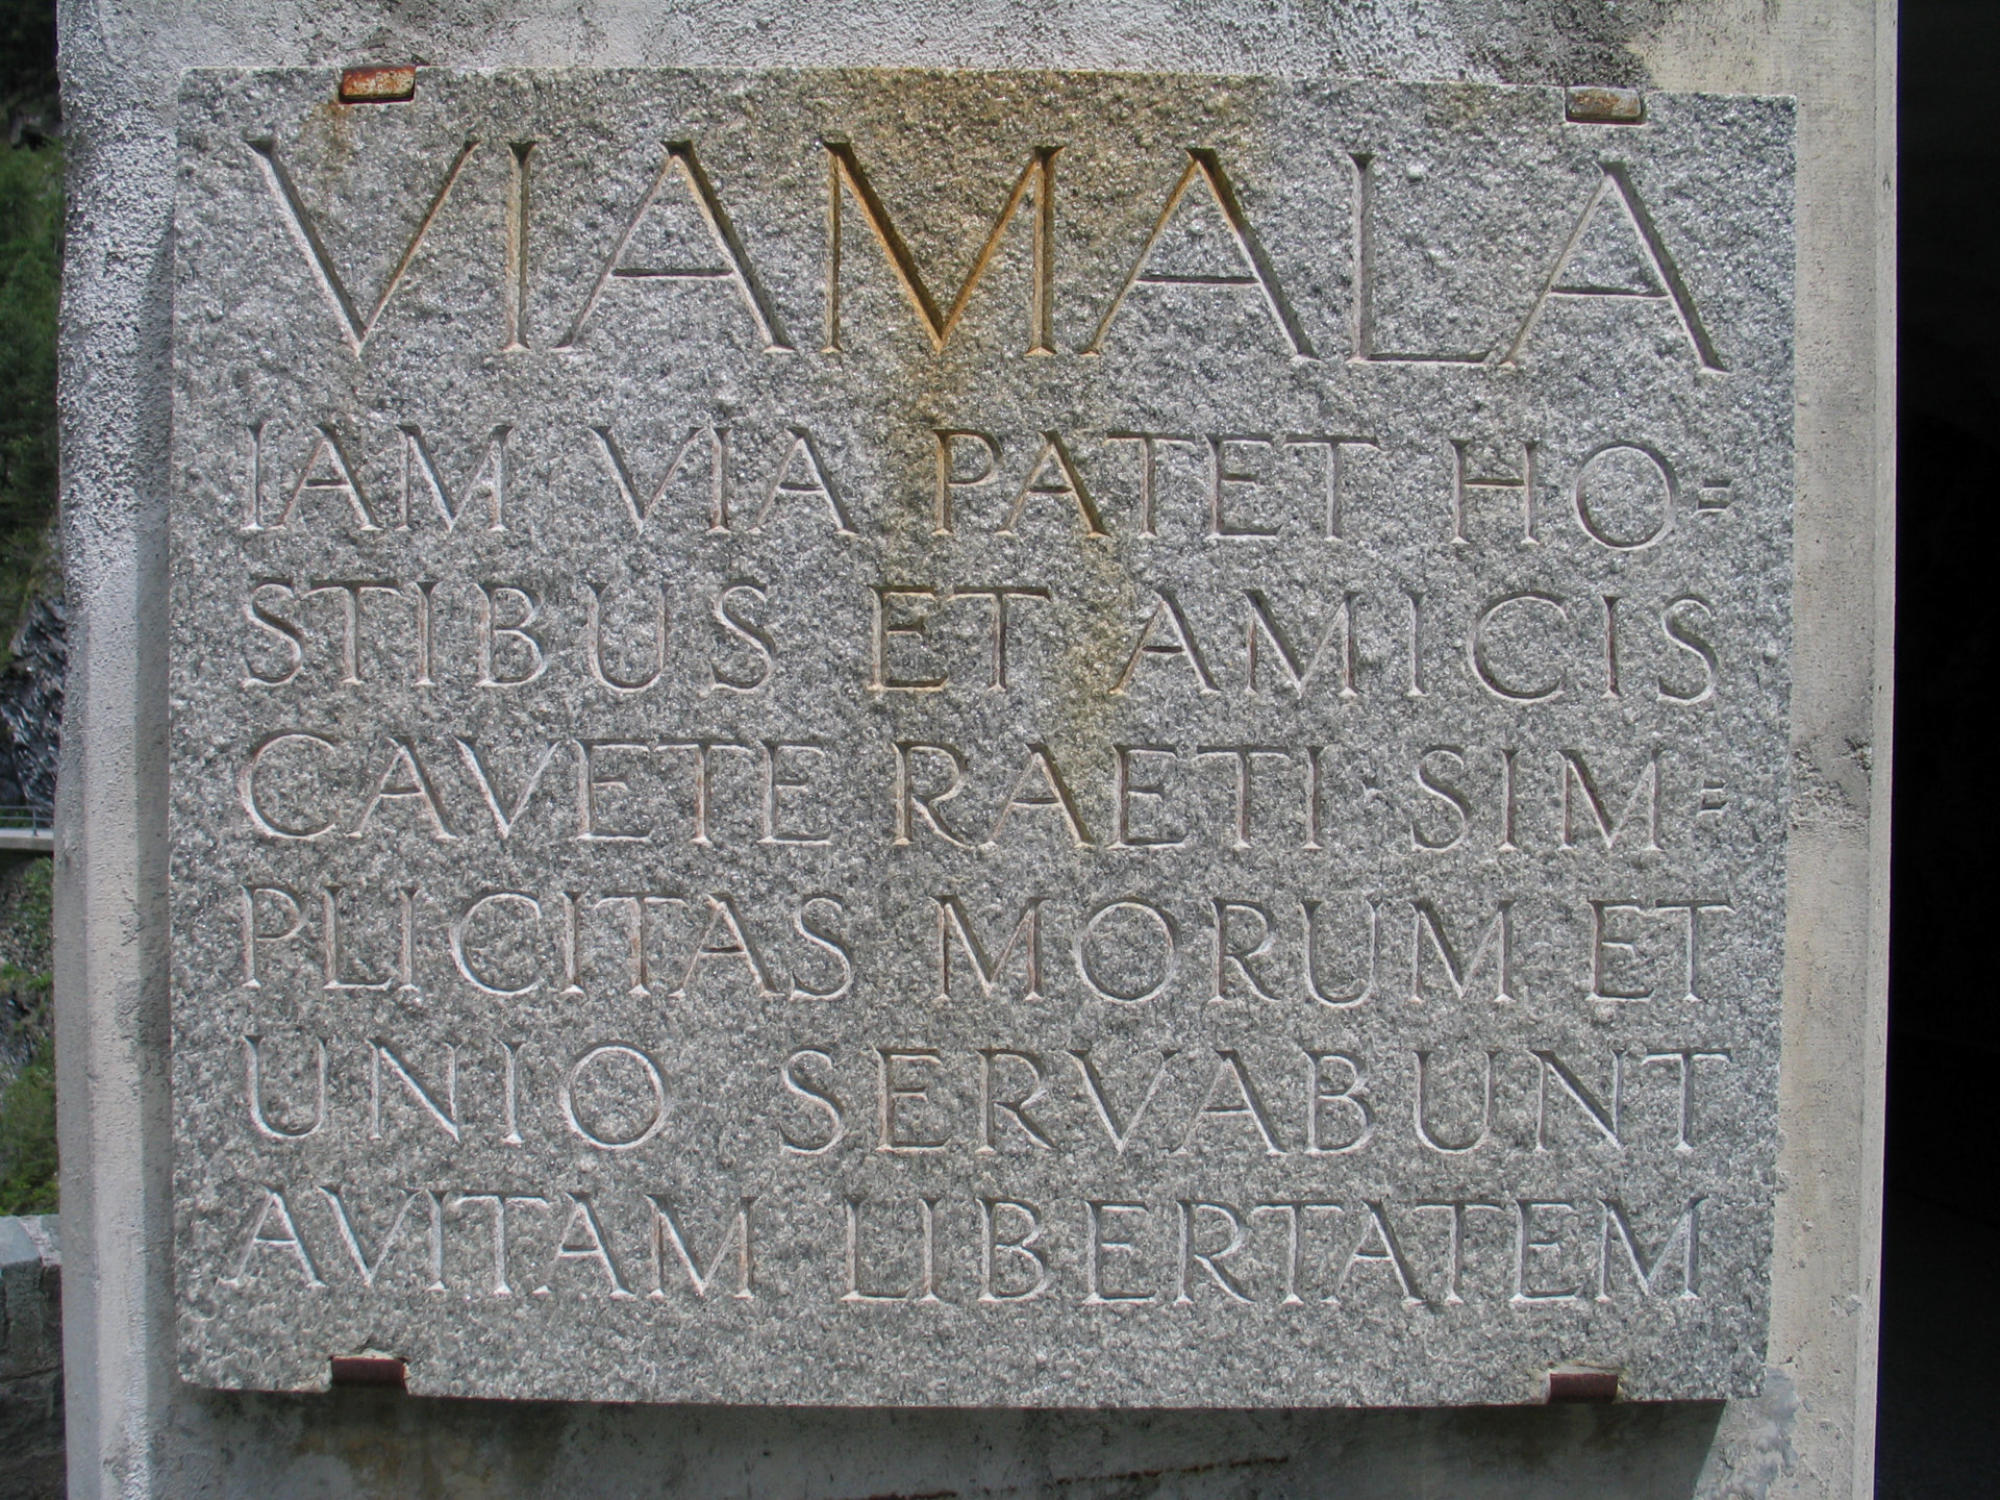 VIAMALA
IAM VIA PATET HO=
STIBUS ET AMICIS
CAVETE RAETI·SIM=
PLICITAS MORUM ET
UNIO SERVABUNT
AVITAM LIBERTATEM